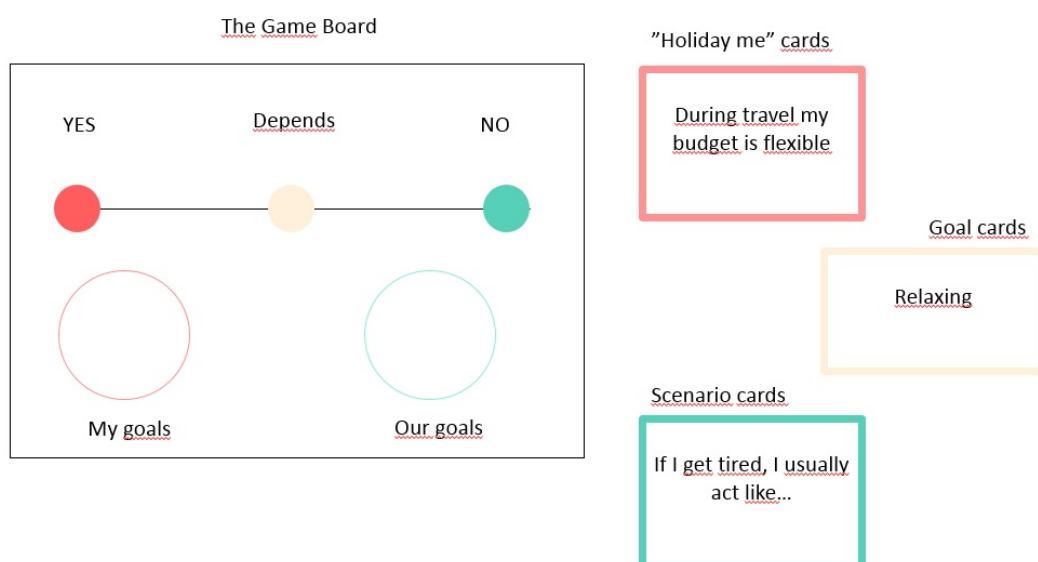 The Game Board
YES
Depends
NO
My goals
Our goals
”Holiday me” cards
During travel my
budget is flexible
Goal cards
Relaxing
Scenario cards
If I get tired, I usually
act like...